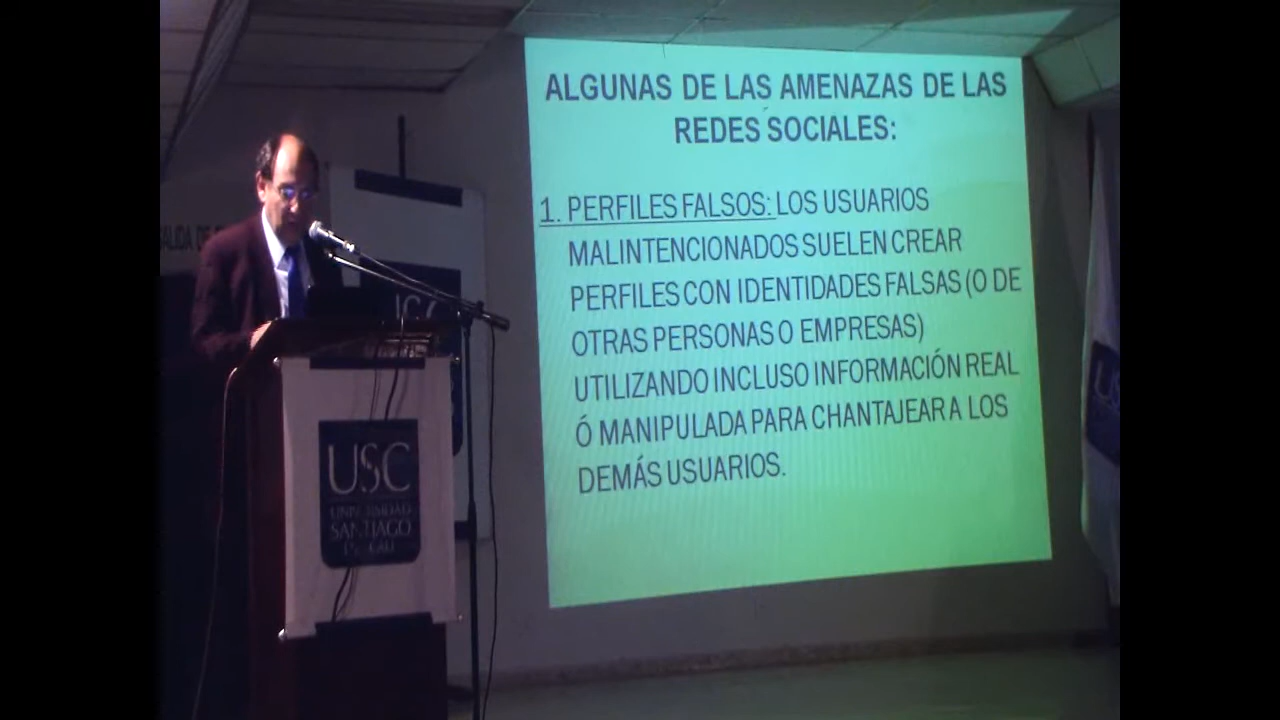 ALGUNAS DE LAS AMENAZAS DE LAS
REDES SOCIALES:
1. PERFILES FALSOS: LOS USUARIOS
MALINTENCIONADOS SUELEN CREAR
PERFILES CON IDENTIDADES FALSAS (O DE
OTRAS PERSONAS O EMPRESAS)
UTILIZANDO INCLUSO INFORMACIÓN REAL
Ó MANIPULADA PARA CHANTAJEAR A LOS
DEMÁS USUARIOS.
USC
UNIVERSIDAD
SANTIAGO
DE CALI